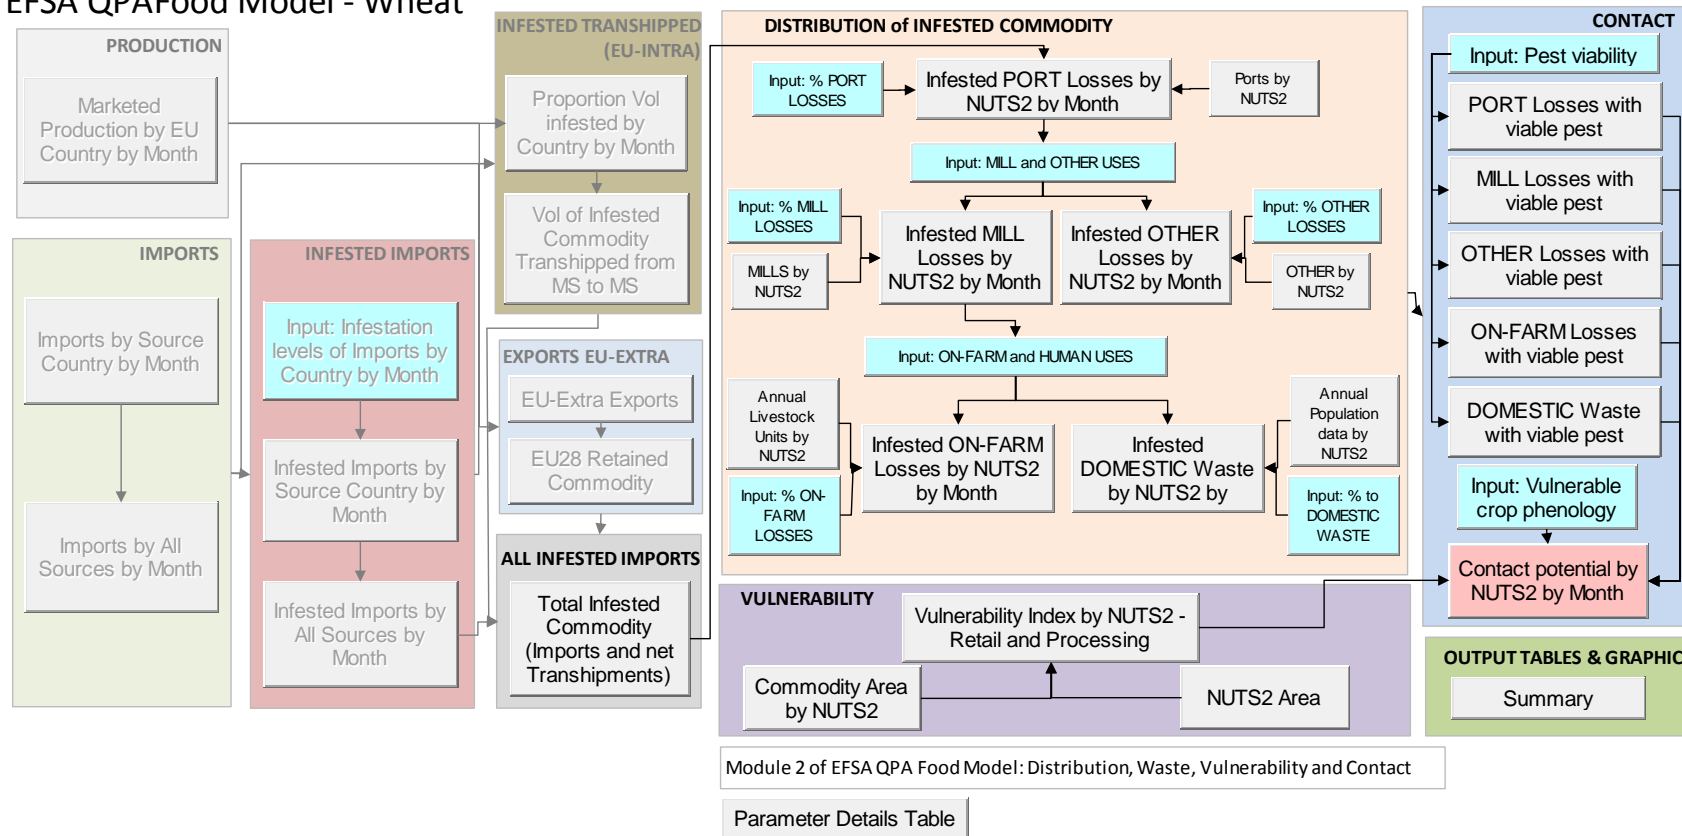 EFSA QPAFood Model - Wheat
PRODUCTION
Marketed
Production by EU
Country by Month
IMPORTS
Imports by Source
Country by Month
Imports by All
Sources by Month
INFESTED IMPORTS
Input: Infestation
levels of Imports by
Country by Month
Infested Imports by
Source Country by
Month
Infested Imports by
All Sources by
Month
INFESTED TRANSHIPPED
(EU-INTRA)
Proportion Vol
infested by
Country by Month
Vol of Infested
Commodity
Transhipped from
MS to MS
EXPORTS EU-EXTRA
EU-Extra Exports
EU28 Retained
Commodity
ALL INFESTED IMPORTS
Total Infested
Commodity
(Imports and net
Transhipments)
DISTRIBUTION of INFESTED COMMODITY
Input: % PORT
LOSSES
Infested PORT Losses by
NUTS2 by Month
Ports by
NUTS2
Input: MILL and OTHER USES
Input: % MILL
LOSSES
MILLS by
NUTS2
Infested MILL
Losses by
NUTS2 by Month
Infested OTHER
Losses by
NUTS2 by Month
Input: % OTHER
LOSSES
OTHER by
NUTS2
Input: ON-FARM and HUMAN USES
Annual
Livestock
Units by
NUTS2
Input: % ON-
FARM
LOSSES
Infested ON-FARM
Losses by NUTS2
by Month
Infested
DOMESTIC Waste
by NUTS2 by
Annual
Population
data by
NUTS2
Input: % to
DOMESTIC
WASTE
VULNERABILITY
Vulnerability Index by NUTS2 -
Retail and Processing
Commodity Area
by NUTS2
NUTS2 Area
CONTACT
Input: Pest viability
PORT Losses with
viable pest
MILL Losses with
viable pest
OTHER Losses with
viable pest
ON-FARM Losses
with viable pest
DOMESTIC Waste
with viable pest
Input: Vulnerable
crop phenology
Contact potential by
NUTS2 by Month
OUTPUT TABLES & GRAPHIC
Summary
Module 2 of EFSA QPA Food Model: Distribution, Waste, Vulnerability and Contact
Parameter Details Table